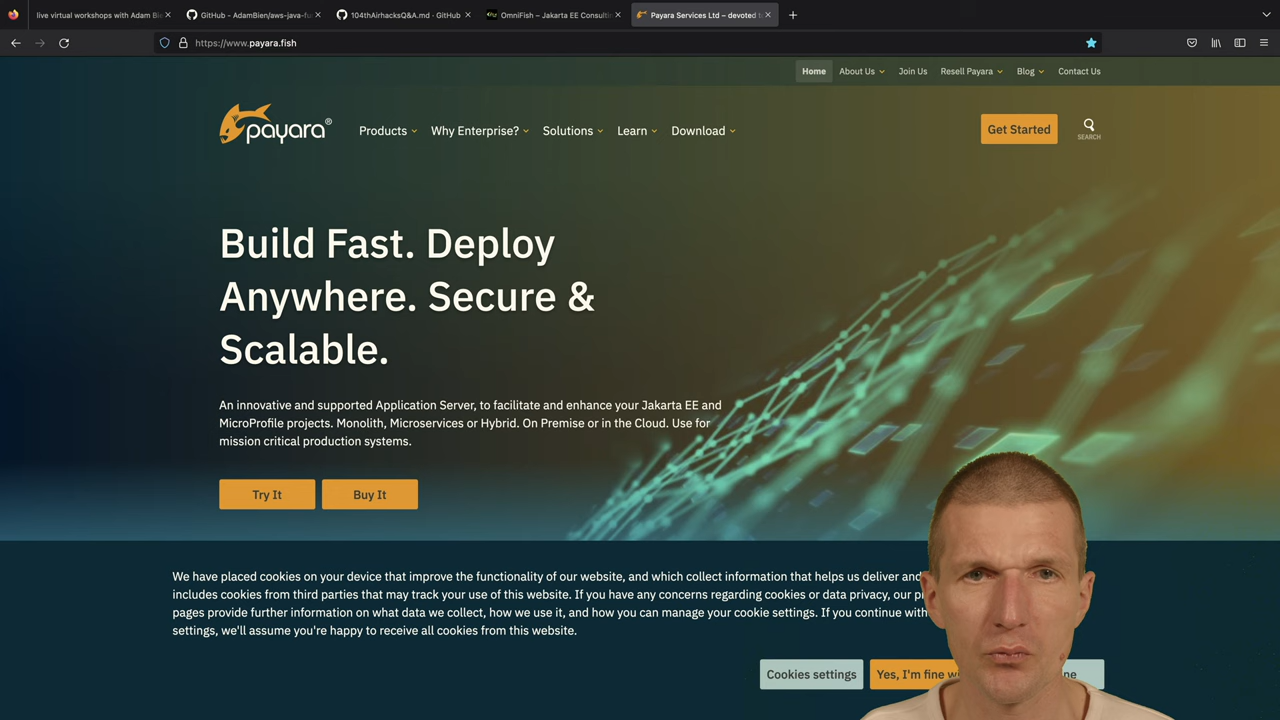 live virtual workshops with Adam Bie
GitHub - AdamBien/aws-java-fu
104thAirhacksQ&A.md · GitHub
OmniFish – Jakarta EE Consultin
Payara Services Ltd – devoted t
https://www.payara.fish
Home
About Us
Join Us
Resell Payara
Blog
Contact Us
payara®
Products
Why Enterprise?
Solutions
Learn
Download
Get Started
SEARCH
Build Fast. Deploy
Anywhere. Secure &
Scalable.
An innovative and supported Application Server, to facilitate and enhance your Jakarta EE and
MicroProfile projects. Monolith, Microservices or Hybrid. On Premise or in the Cloud. Use for
mission critical production systems.
Try It
Buy It
We have placed cookies on your device that improve the functionality of our website, and which collect information that helps us deliver and
includes cookies from third parties that may track your use of this website. If you have any concerns regarding cookies or data privacy, our p
pages provide further information on what data we collect, how we use it, and how you can manage your cookie settings. If you continue with
settings, we'll assume you're happy to receive all cookies from this website.
Cookies settings
Yes, I'm fine w
ne